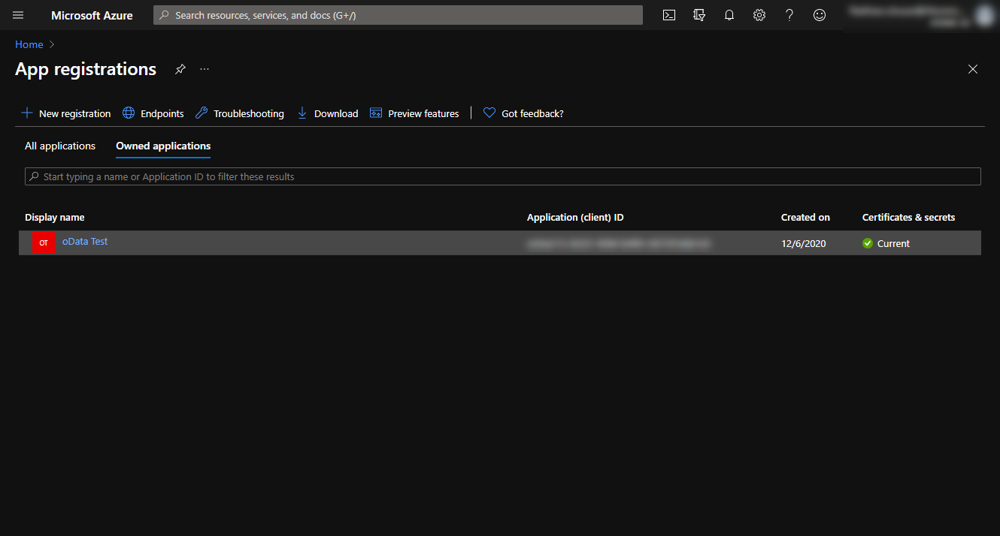 Microsoft Azure
Search resources, services, and docs (G+/)
Home
App registrations
New registration
Endpoints
Troubleshooting
Download
Preview features
Got feedback?
All applications
Owned applications
Start typing a name or Application ID to filter these results
Display name
Application (client) ID
Created on
Certificates & secrets
OT
oData Test
12/6/2020
Current